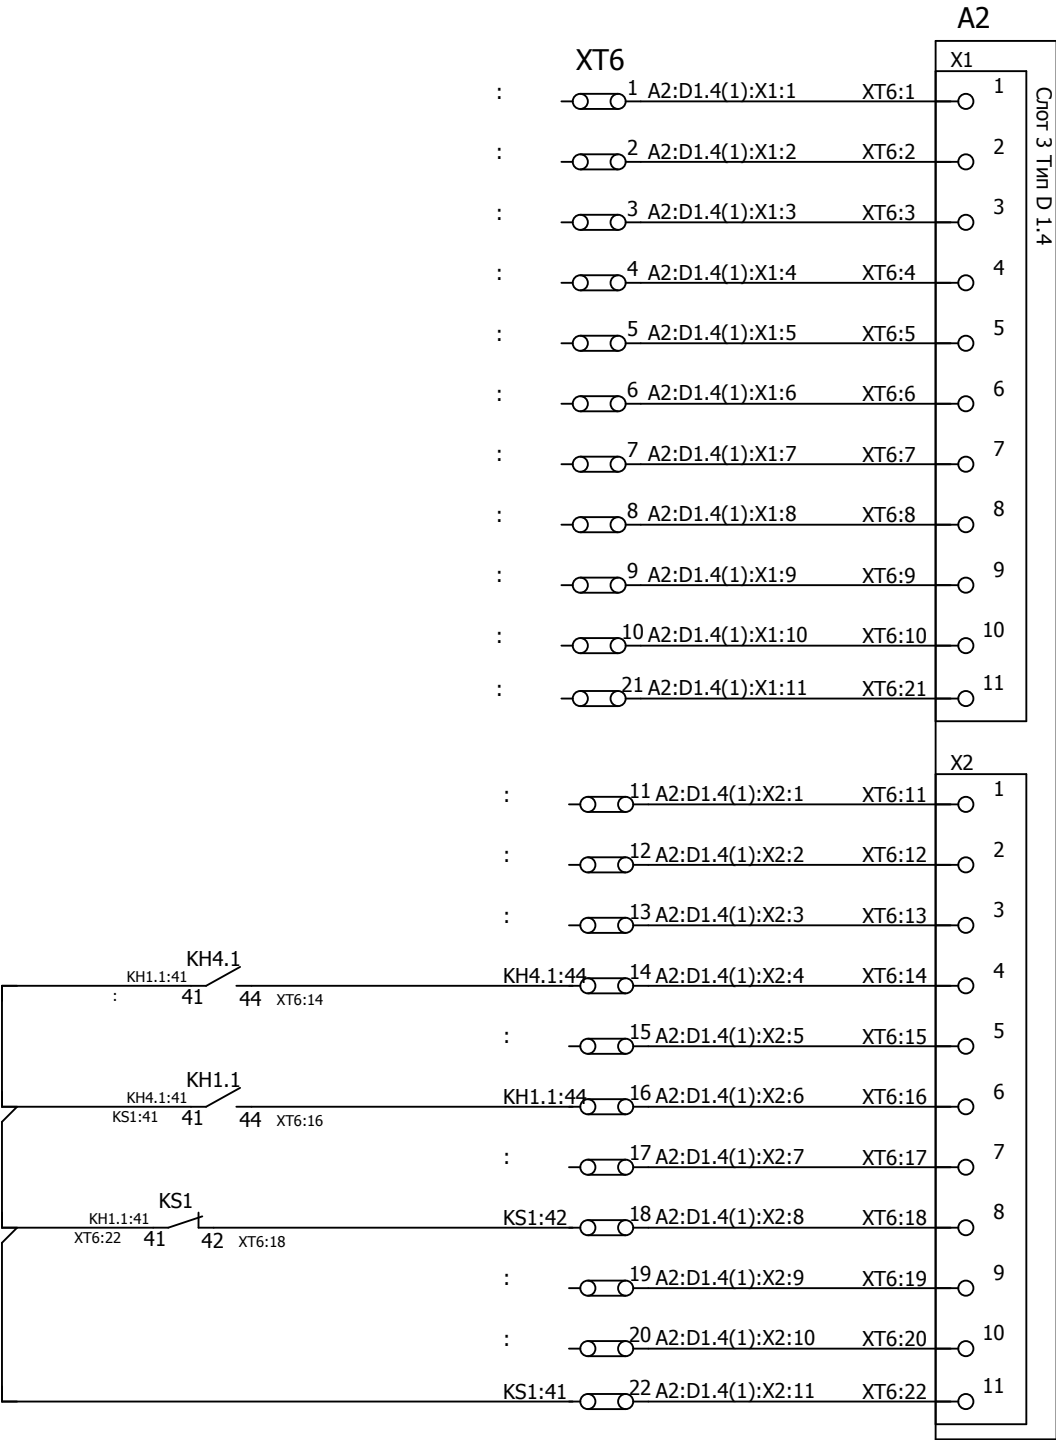 A2
XT6
X1
Слот 3 Тип D 1.4
: 1 A2:D1.4(1):X1:1 XT6:1 1
: 2 A2:D1.4(1):X1:2 XT6:2 2
: 3 A2:D1.4(1):X1:3 XT6:3 3
: 4 A2:D1.4(1):X1:4 XT6:4 4
: 5 A2:D1.4(1):X1:5 XT6:5 5
: 6 A2:D1.4(1):X1:6 XT6:6 6
: 7 A2:D1.4(1):X1:7 XT6:7 7
: 8 A2:D1.4(1):X1:8 XT6:8 8
: 9 A2:D1.4(1):X1:9 XT6:9 9
: 10 A2:D1.4(1):X1:10 XT6:10 10
: 21 A2:D1.4(1):X1:11 XT6:21 11
X2
: 11 A2:D1.4(1):X2:1 XT6:11 1
: 12 A2:D1.4(1):X2:2 XT6:12 2
: 13 A2:D1.4(1):X2:3 XT6:13 3
KH4.1
KH1.1:41 KH4.1:44 14 A2:D1.4(1):X2:4 XT6:14 4
: 41 44 XT6:14
: 15 A2:D1.4(1):X2:5 XT6:15 5
KH1.1
KH4.1:41 KH1.1:44 16 A2:D1.4(1):X2:6 XT6:16 6
KS1:41 41 44 XT6:16
: 17 A2:D1.4(1):X2:7 XT6:17 7
KS1
KH1.1:41 KS1:42 18 A2:D1.4(1):X2:8 XT6:18 8
XT6:22 41 42 XT6:18
: 19 A2:D1.4(1):X2:9 XT6:19 9
: 20 A2:D1.4(1):X2:10 XT6:20 10
KS1:41 22 A2:D1.4(1):X2:11 XT6:22 11